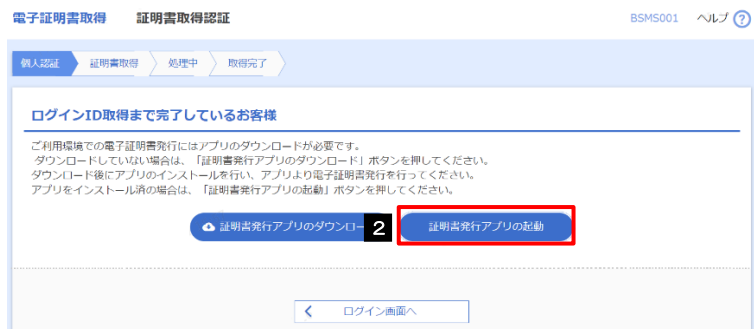 電子証明書取得 証明書取得認証 BSMS001 ヘルプ ?
個人認証 証明書取得 処理中 取得完了
ログインID取得まで完了しているお客様
ご利用環境での電子証明書発行にはアプリのダウンロードが必要です。
ダウンロードしていない場合は、「証明書発行アプリのダウンロード」ボタンを押してください。
ダウンロード後にアプリのインストールを行い、アプリより電子証明書発行を行ってください。
アプリをインストール済の場合は、「証明書発行アプリの起動」ボタンを押してください。
証明書発行アプリのダウンロー 2 証明書発行アプリの起動
ログイン画面へ